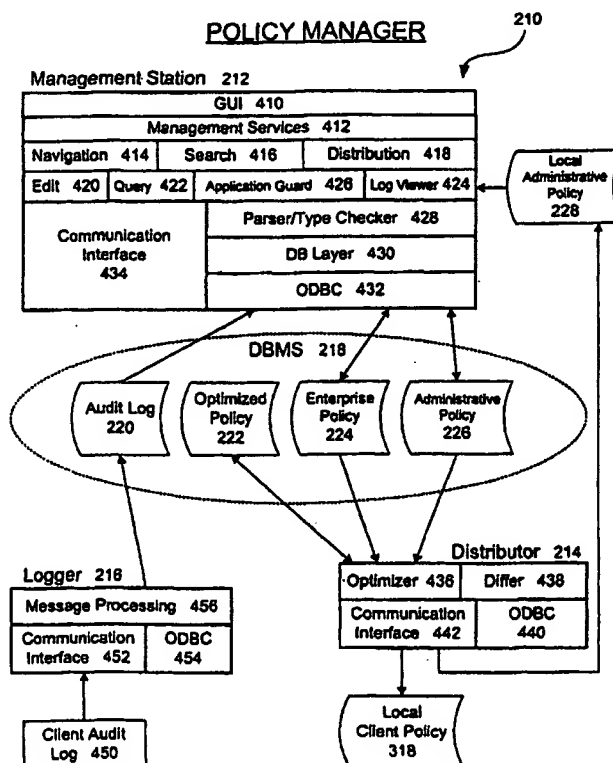 POLICY MANAGER
210
Management Station 212
GUI 410
Management Services 412
Navigation 414 Search 416 Distribution 418
Edit 420 Query 422 Application Guard 426 Log Viewer 424
Local
Administrative
Policy
228
Communication
Interface
434
Parser/Type Checker 428
DB Layer 430
ODBC 432
DBMS 218
Audit Log
220
Optimized
Policy
222
Enterprise
Policy
224
Administrative
Policy
226
Logger 216
Message Processing 456
Communication
Interface 452
ODBC
454
Client Audit
Log 450
Distributor 214
Optimizer 436 Differ 438
Communication
Interface 442
ODBC
440
Local
Client Policy
318